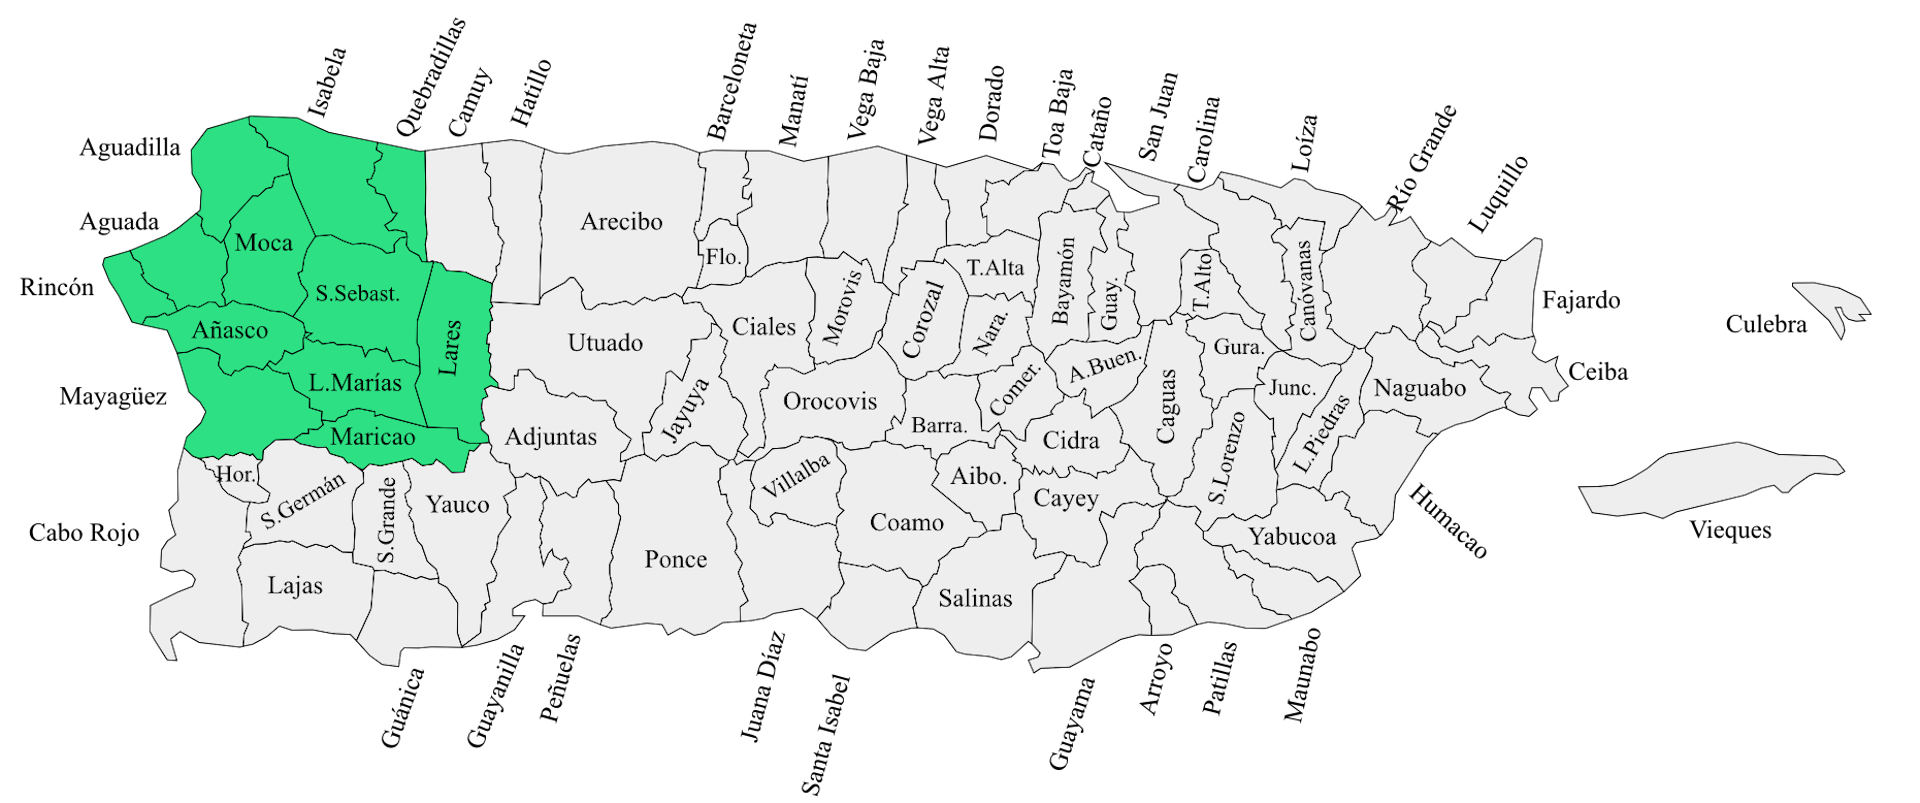 Aguadilla
Isabela
Quebradillas
Camuy
Hatillo
Barceloneta
Manatí
Vega Baja
Vega Alta
Dorado
Toa Baja
Cataño
San Juan
Carolina
Loíza
Río Grande
Luquillo
Aguada
Moca
Arecibo
Flo.
T.Alta
Bayamón
Guay.
T.Alto
Canóvanas
Rincón
S.Sebast.
Añasco
Lares
Utuado
Ciales
Morovis
Corozal
Nara.
Gura.
Fajardo
Culebra
Mayagüez
L.Marías
Maricao
Adjuntas
Jayuya
Orocovis
Barra.
Comer.
A.Buen.
Cidra
Caguas
Junc.
S.Lorenzo
L.Piedras
Naguabo
Ceiba
Hor.
S.Germán
S.Grande
Yauco
Villalba
Aibo.
Cayey
Coamo
Cabo Rojo
Lajas
Ponce
Salinas
Yabucoa
Humacao
Vieques
Guánica
Guayanilla
Peñuelas
Juana Díaz
Santa Isabel
Guayama
Arroyo
Patillas
Maunabo